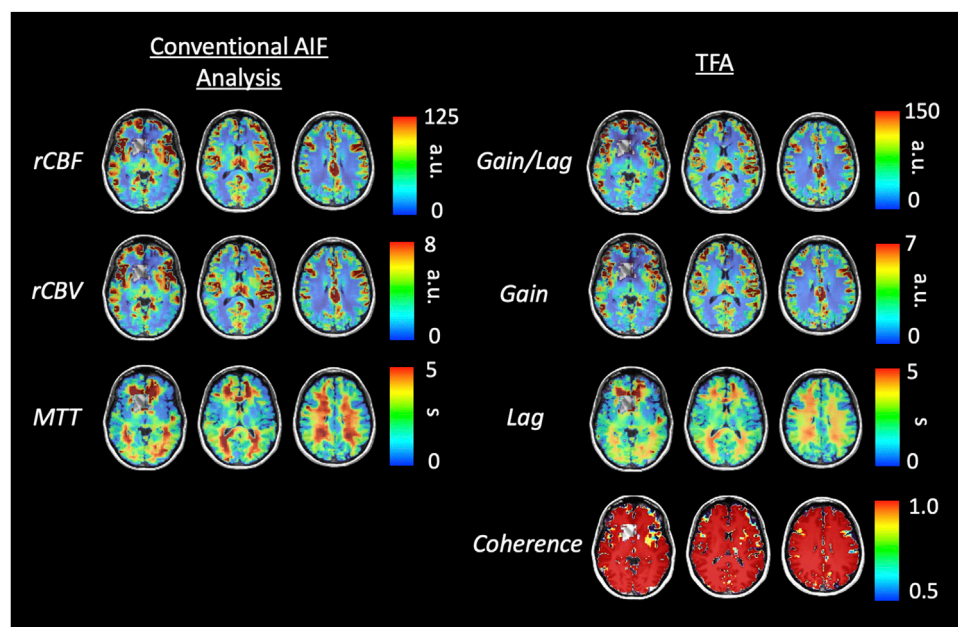 Conventional AIF
Analysis
TFA
rCBF
125
a.u.
0
Gain/Lag
150
a.u.
0
rCBV
8
a.u.
0
Gain
7
a.u.
0
MTT
5
s
0
Lag
5
s
0
Coherence
1.0
0.5